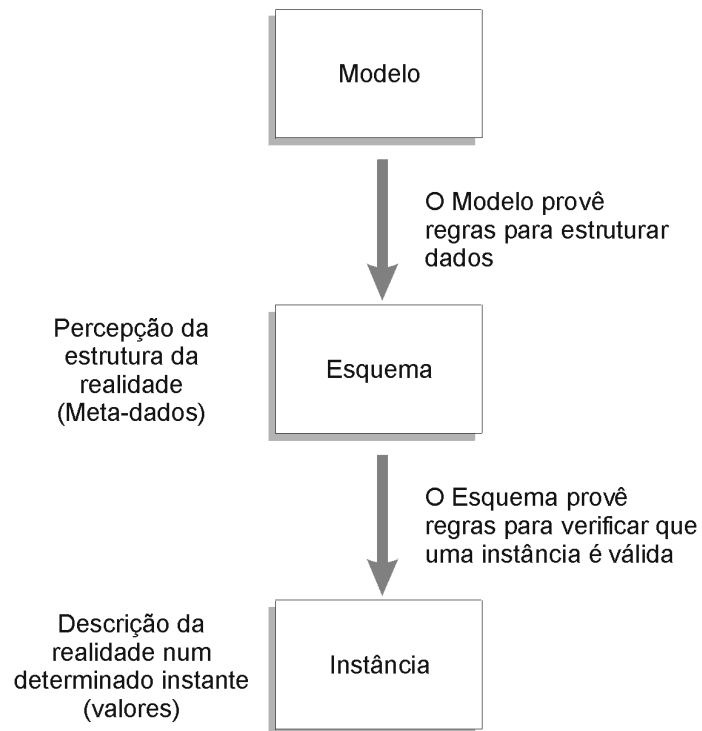 Modelo
O Modelo provê
regras para estruturar
dados
Percepção da
estrutura da
realidade
(Meta-dados)
Esquema
O Esquema provê
regras para verificar que
uma instância é válida
Descrição da
realidade num
determinado instante
(valores)
Instância